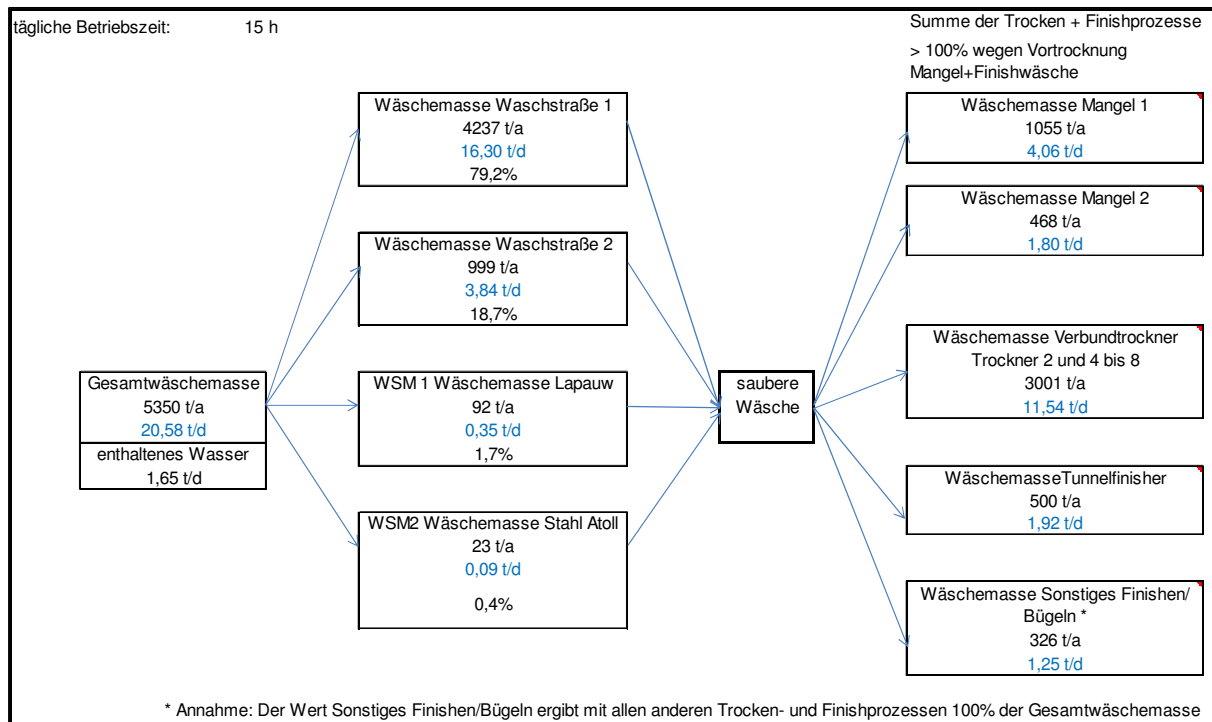 tägliche Betriebszeit: 15 h
Summe der Trocken + Finishprozesse
> 100% wegen Vortrocknung
Mangel+Finishwäsche
Gesamtwäschemasse
5350 t/a
20,58 t/d
enthaltenes Wasser
1,65 t/d
Wäschemasse Waschstraße 1
4237 t/a
16,30 t/d
79,2%
Wäschemasse Waschstraße 2
999 t/a
3,84 t/d
18,7%
WSM 1 Wäschemasse Lapauw
92 t/a
0,35 t/d
1,7%
WSM2 Wäschemasse Stahl Atoll
23 t/a
0,09 t/d
0,4%
saubere
Wäsche
Wäschemasse Mangel 1
1055 t/a
4,06 t/d
Wäschemasse Mangel 2
468 t/a
1,80 t/d
Wäschemasse Verbundtrockner
Trockner 2 und 4 bis 8
3001 t/a
11,54 t/d
WäschemasseTunnelfinisher
500 t/a
1,92 t/d
Wäschemasse Sonstiges Finishen/
Bügeln *
326 t/a
1,25 t/d
* Annahme: Der Wert Sonstiges Finishen/Bügeln ergibt mit allen anderen Trocken- und Finishprozessen 100% der Gesamtwäschemasse